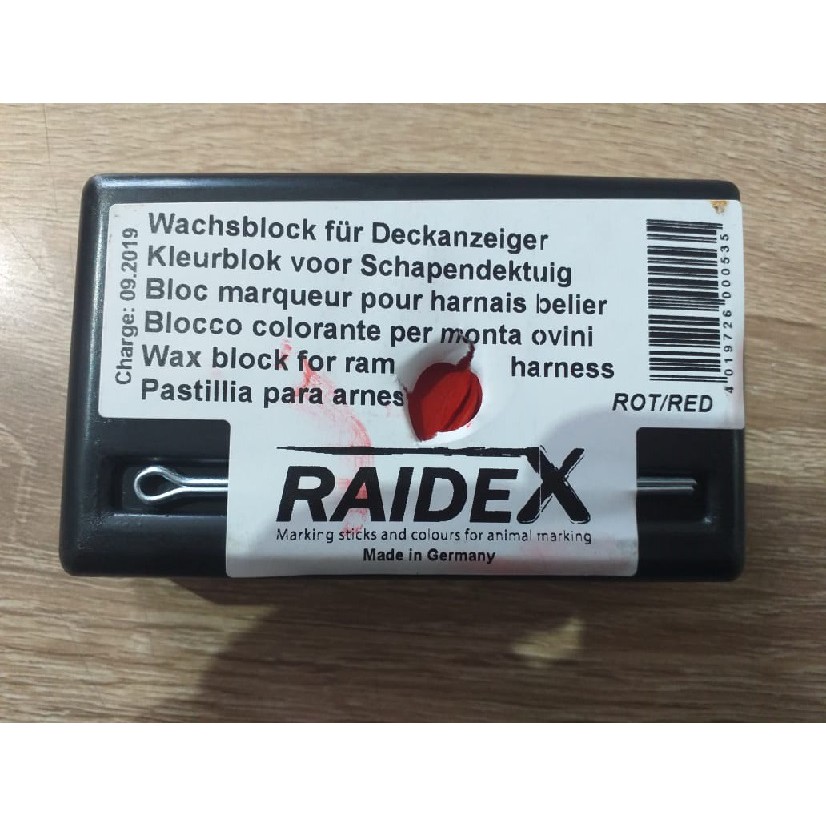 Charge: 09.2019
Wachsblock für Deckanzeiger
Kleurblok voor Schapendektuig
Bloc marqueur pour harnais belier
Blocco colorante per monta ovini
Wax block for ram harness
Pastillia para arnes
4 019726 000535
ROT/RED
RAIDEX
Marking sticks and colours for animal marking
Made in Germany